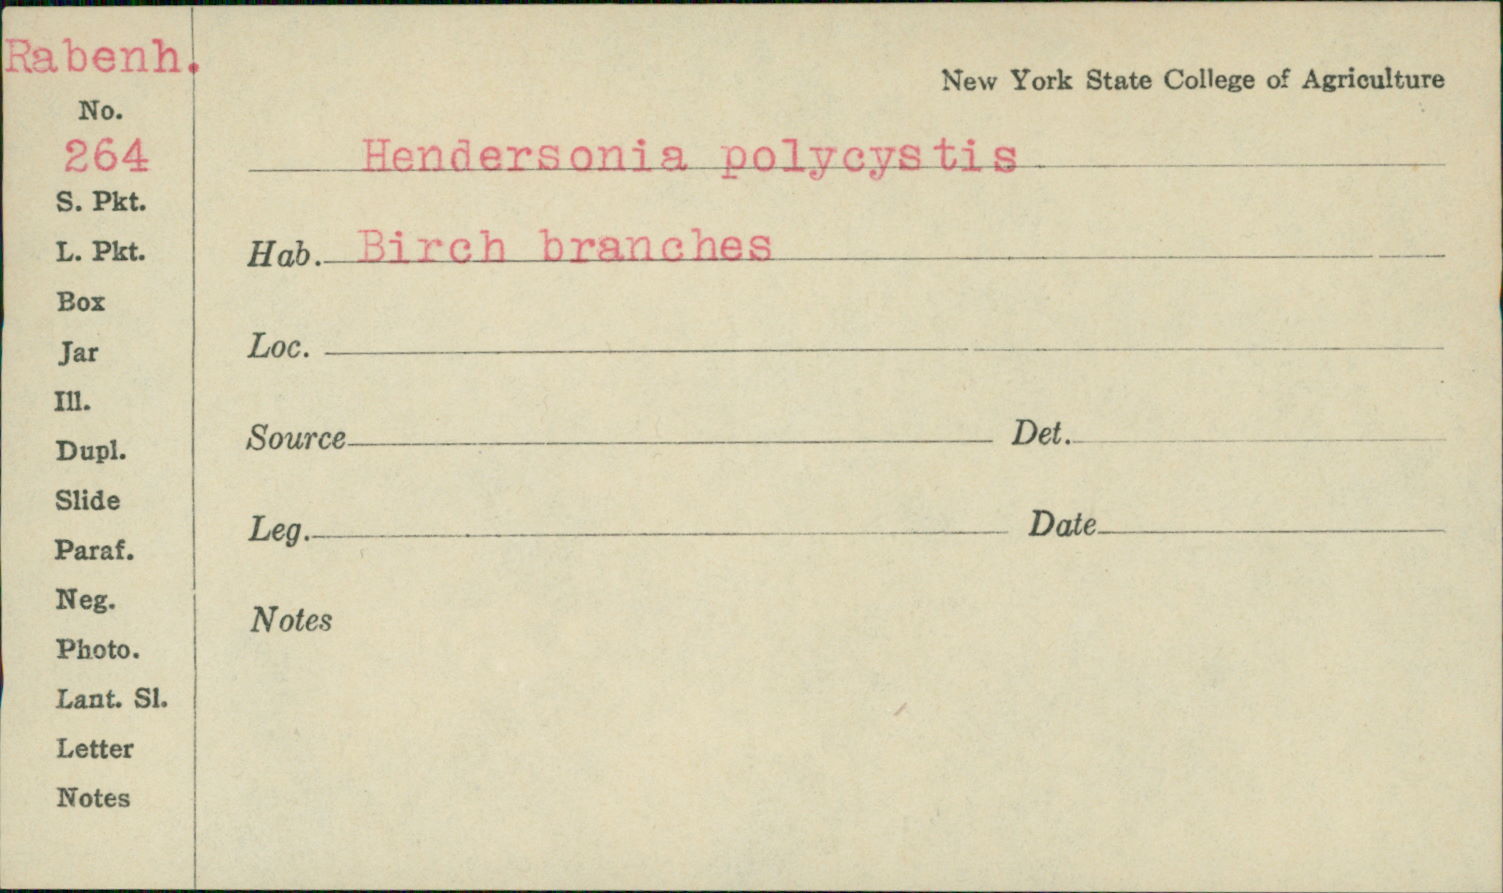 Rabenh.
New York State College of Agriculture
No.
264
Hendersonia polycystis
S. Pkt.
L. Pkt.
Hab. Birch branches
Box
Jar
Loc.
Ill.
Dupl.
Source Det.
Slide
Paraf.
Leg. Date
Neg.
Notes
Photo.
Lant. Sl.
Letter
Notes